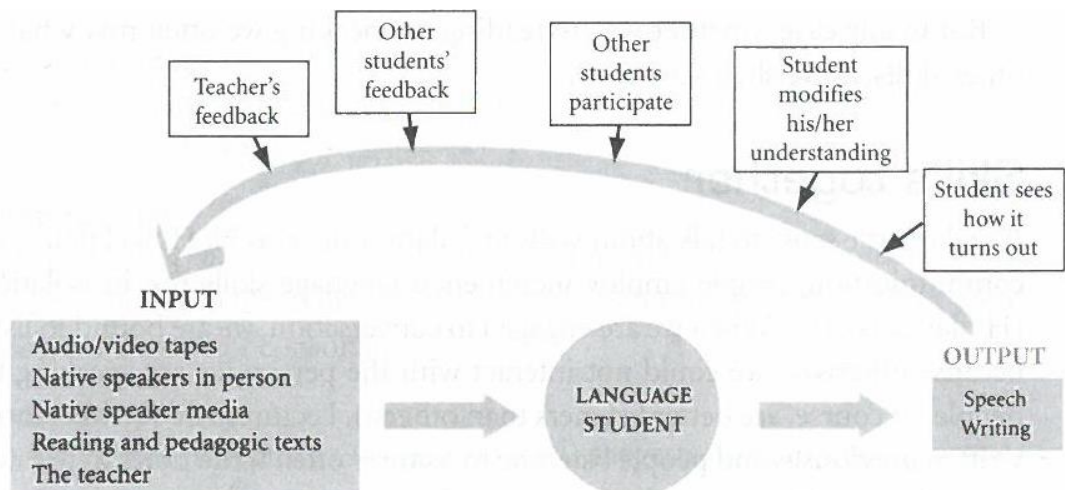 Teacher's
feedback
Other
students'
feedback
Other
students
participate
Student
modifies
his/her
understanding
Student sees
how it
turns out
INPUT
Audio/video tapes
Native speakers in person
Native speaker media
Reading and pedagogic texts
The teacher
LANGUAGE
STUDENT
OUTPUT
Speech
Writing